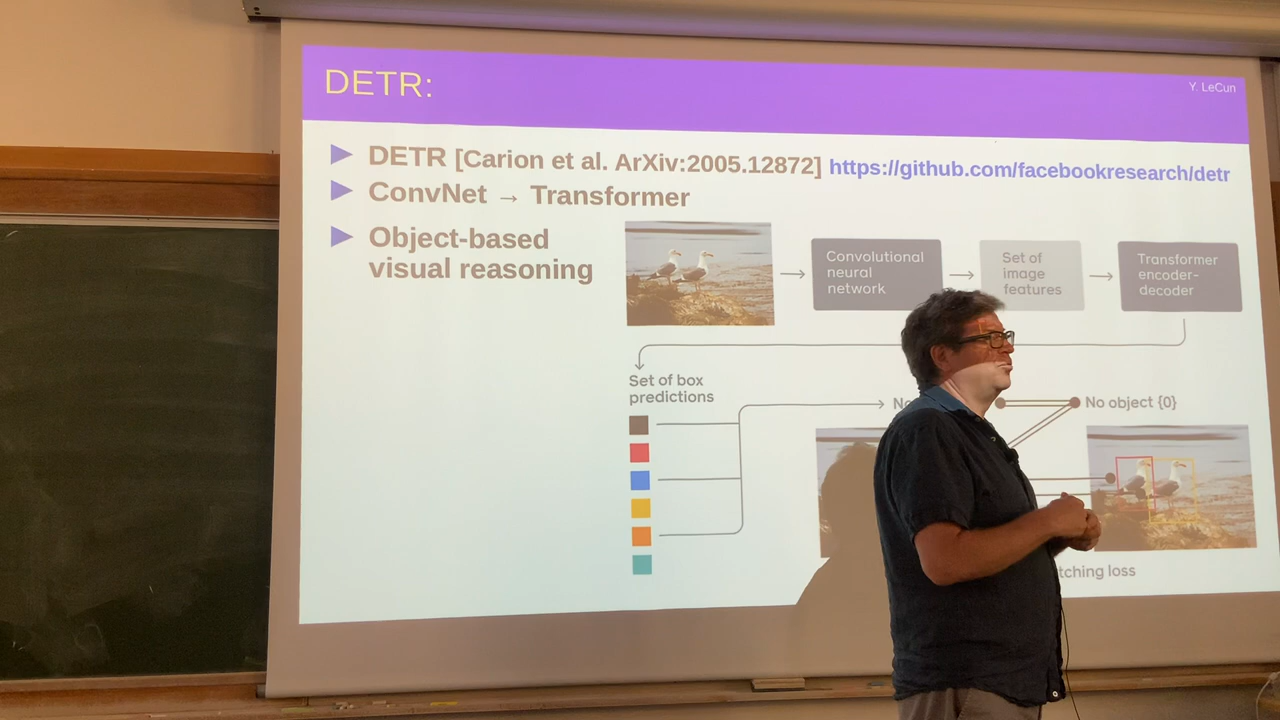 DETR:
Y. LeCun
DETR [Carion et al. ArXiv:2005.12872] https://github.com/facebookresearch/detr
ConvNet → Transformer
Object-based
visual reasoning
Convolutional
neural
network
Set of
image
features
Transformer
encoder-
decoder
Set of box
predictions
No object {0}
loss